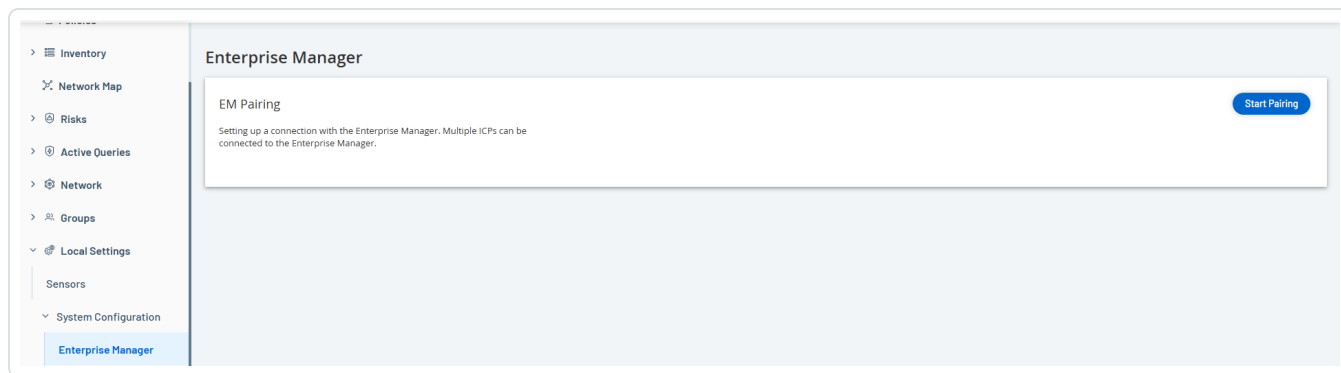 Policies
Inventory
Enterprise Manager
Network Map
EM Pairing
Start Pairing
Risks
Setting up a connection with the Enterprise Manager. Multiple ICPs can be
connected to the Enterprise Manager.
Active Queries
Network
Groups
Local Settings
Sensors
System Configuration
Enterprise Manager